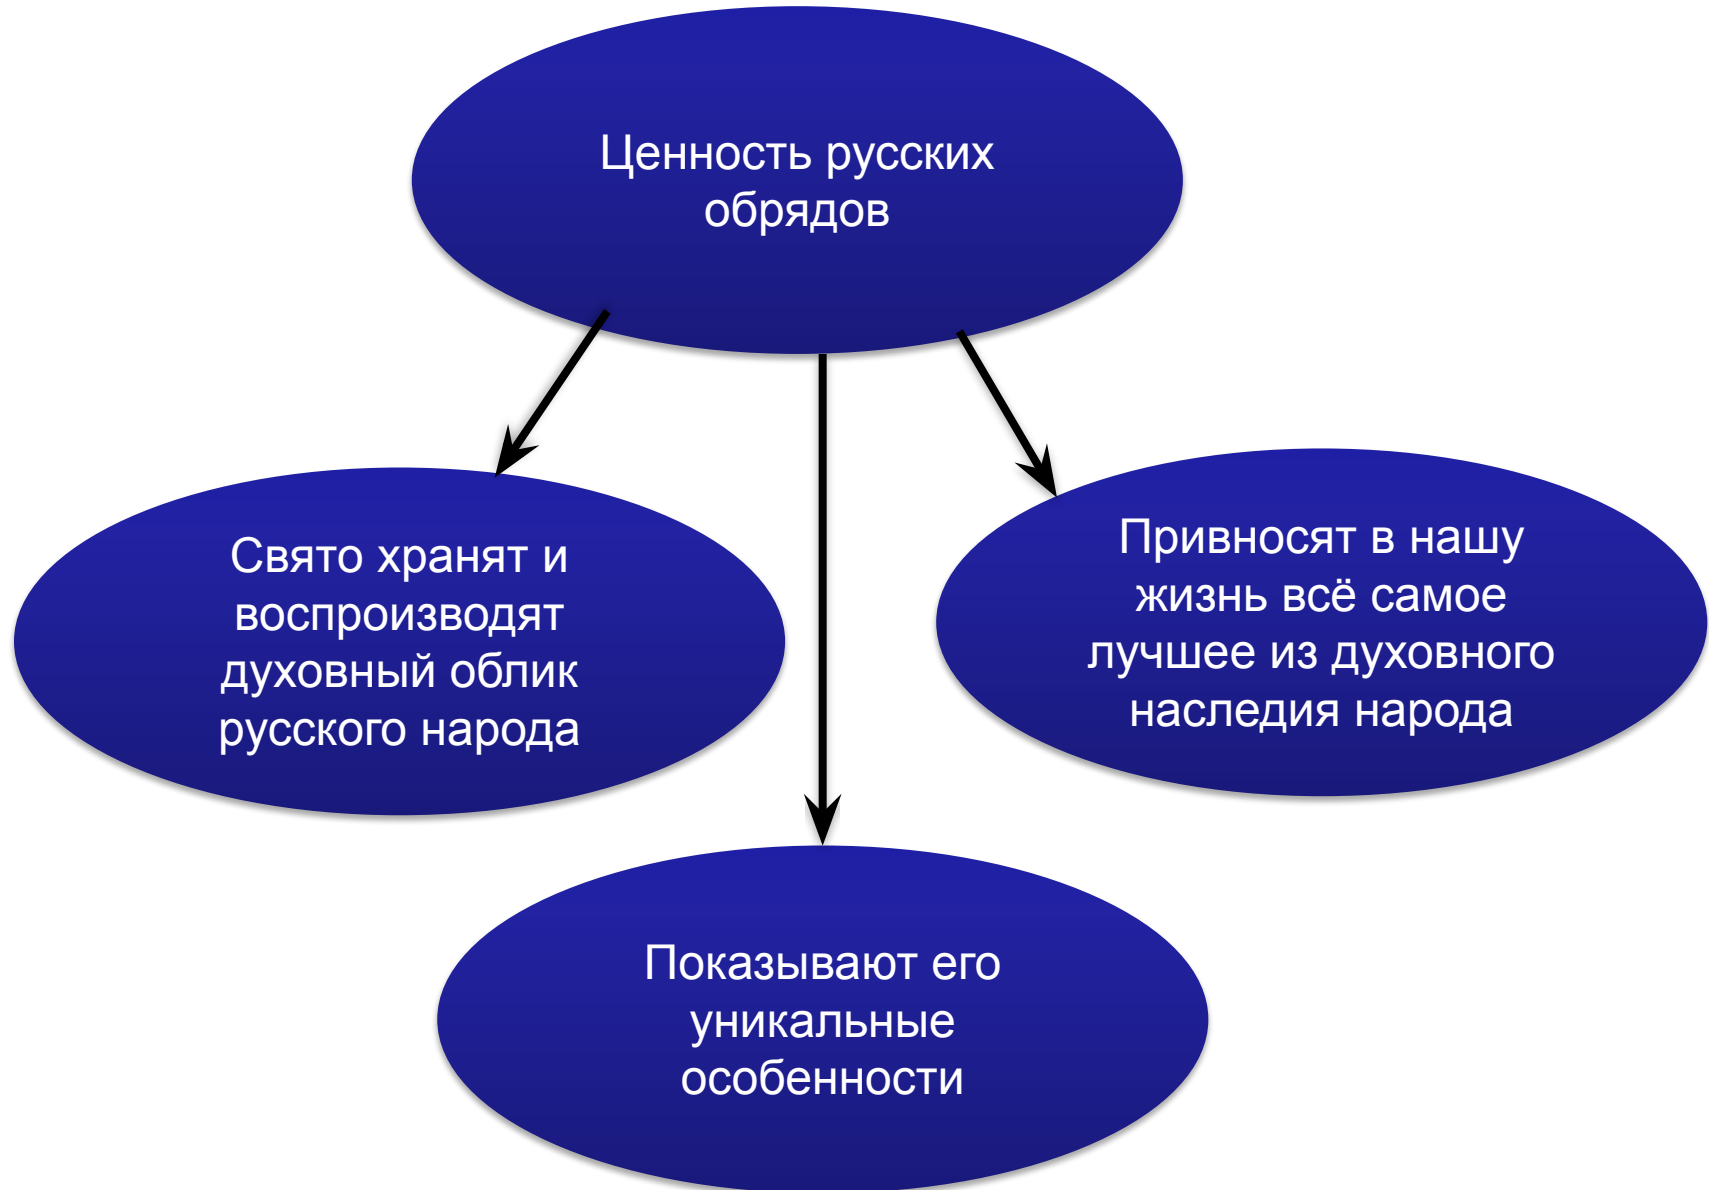 Ценность русских
обрядов
Свято хранят и
воспроизводят
духовный облик
русского народа
Привносят в нашу
жизнь всё самое
лучшее из духовного
наследия народа
Показывают его
уникальные
особенности